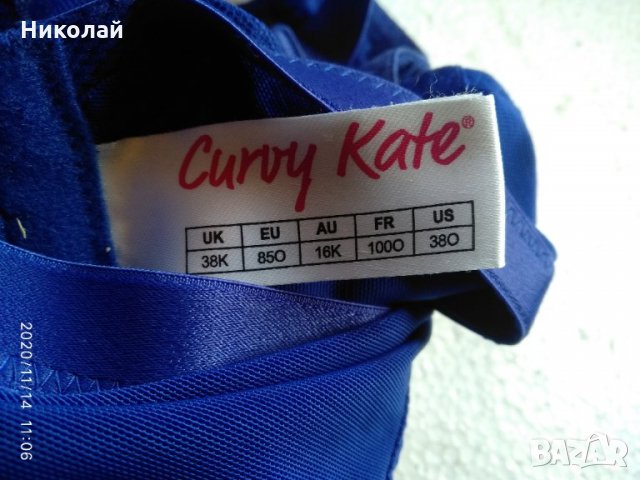 Николай
Curvy Kate®
UK EU AU FR US
38K 85O 16K 100O 38O
2020/11/14 11:06
BAZAR